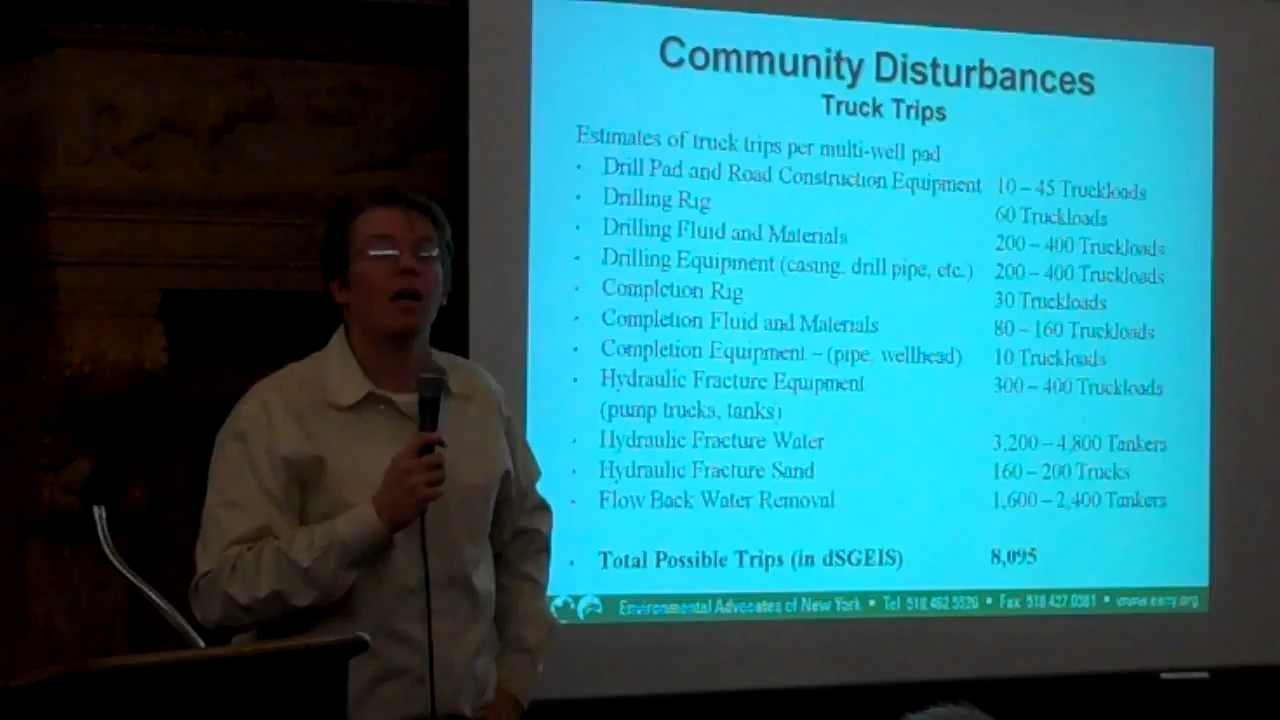 Community Disturbances
Truck Trips
Estimates of truck trips per multi-well pad
• Drill Pad and Road Construction Equipment 10 – 45 Truckloads
• Drilling Rig 60 Truckloads
• Drilling Fluid and Materials 200 – 400 Truckloads
• Drilling Equipment (casing, drill pipe, etc.) 200 – 400 Truckloads
• Completion Rig 30 Truckloads
• Completion Fluid and Materials 80 – 160 Truckloads
• Completion Equipment – (pipe, wellhead) 10 Truckloads
• Hydraulic Fracture Equipment 300 – 400 Truckloads
(pump trucks, tanks)
• Hydraulic Fracture Water 3,200 – 4,800 Tankers
• Hydraulic Fracture Sand 160 – 200 Trucks
• Flow Back Water Removal 1,600 – 2,400 Tankers
• Total Possible Trips (in dSGEIS) 8,095
Environmental Advocates of New York • Tel 518.462.5526 • Fax 518.427.0381 • www.eany.org